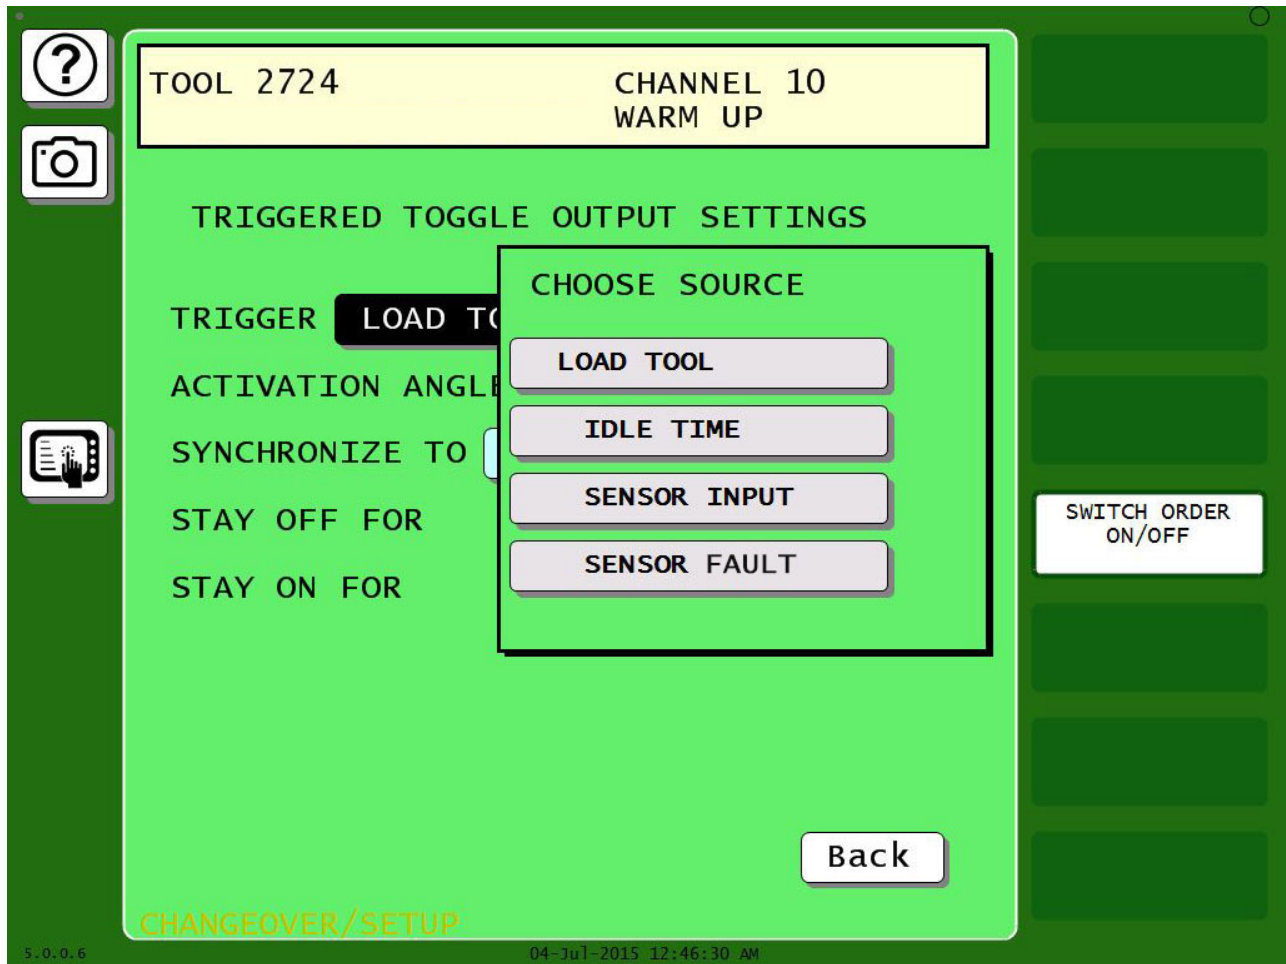 TOOL 2724
CHANNEL 10
WARM UP
TRIGGERED TOGGLE OUTPUT SETTINGS
CHOOSE SOURCE
TRIGGER LOAD
LOAD TOOL
ACTIVATION ANGLE
IDLE TIME
SYNCHRONIZE TO
SENSOR INPUT
STAY OFF FOR
SENSOR FAULT
STAY ON FOR
SWITCH ORDER
ON/OFF
Back
CHANGEOVER/SETUP
5.0.0.6
04-Jul-2015 12:46:30 AM